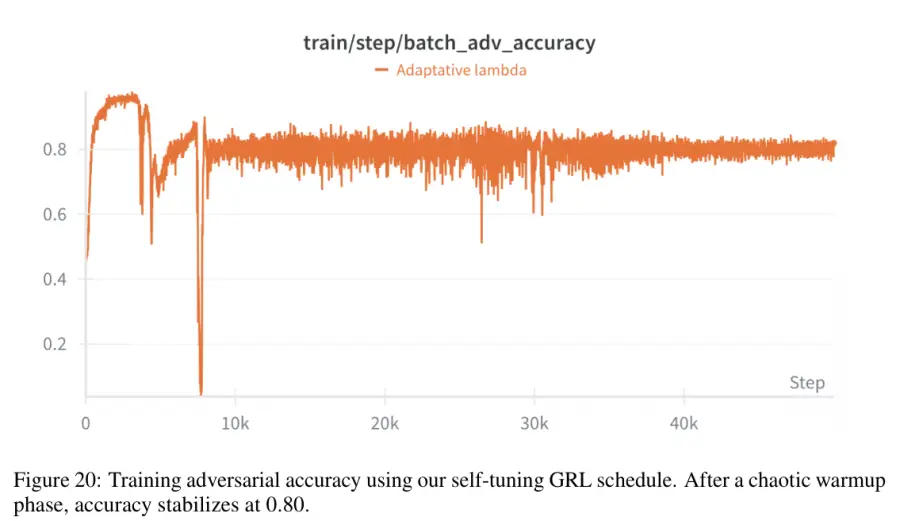 train/step/batch_adv_accuracy
Adaptative lambda
0.8
0.6
0.4
0.2
Step
0
10k
20k
30k
40k
Figure 20: Training adversarial accuracy using our self-tuning GRL schedule. After a chaotic warmup
phase, accuracy stabilizes at 0.80.